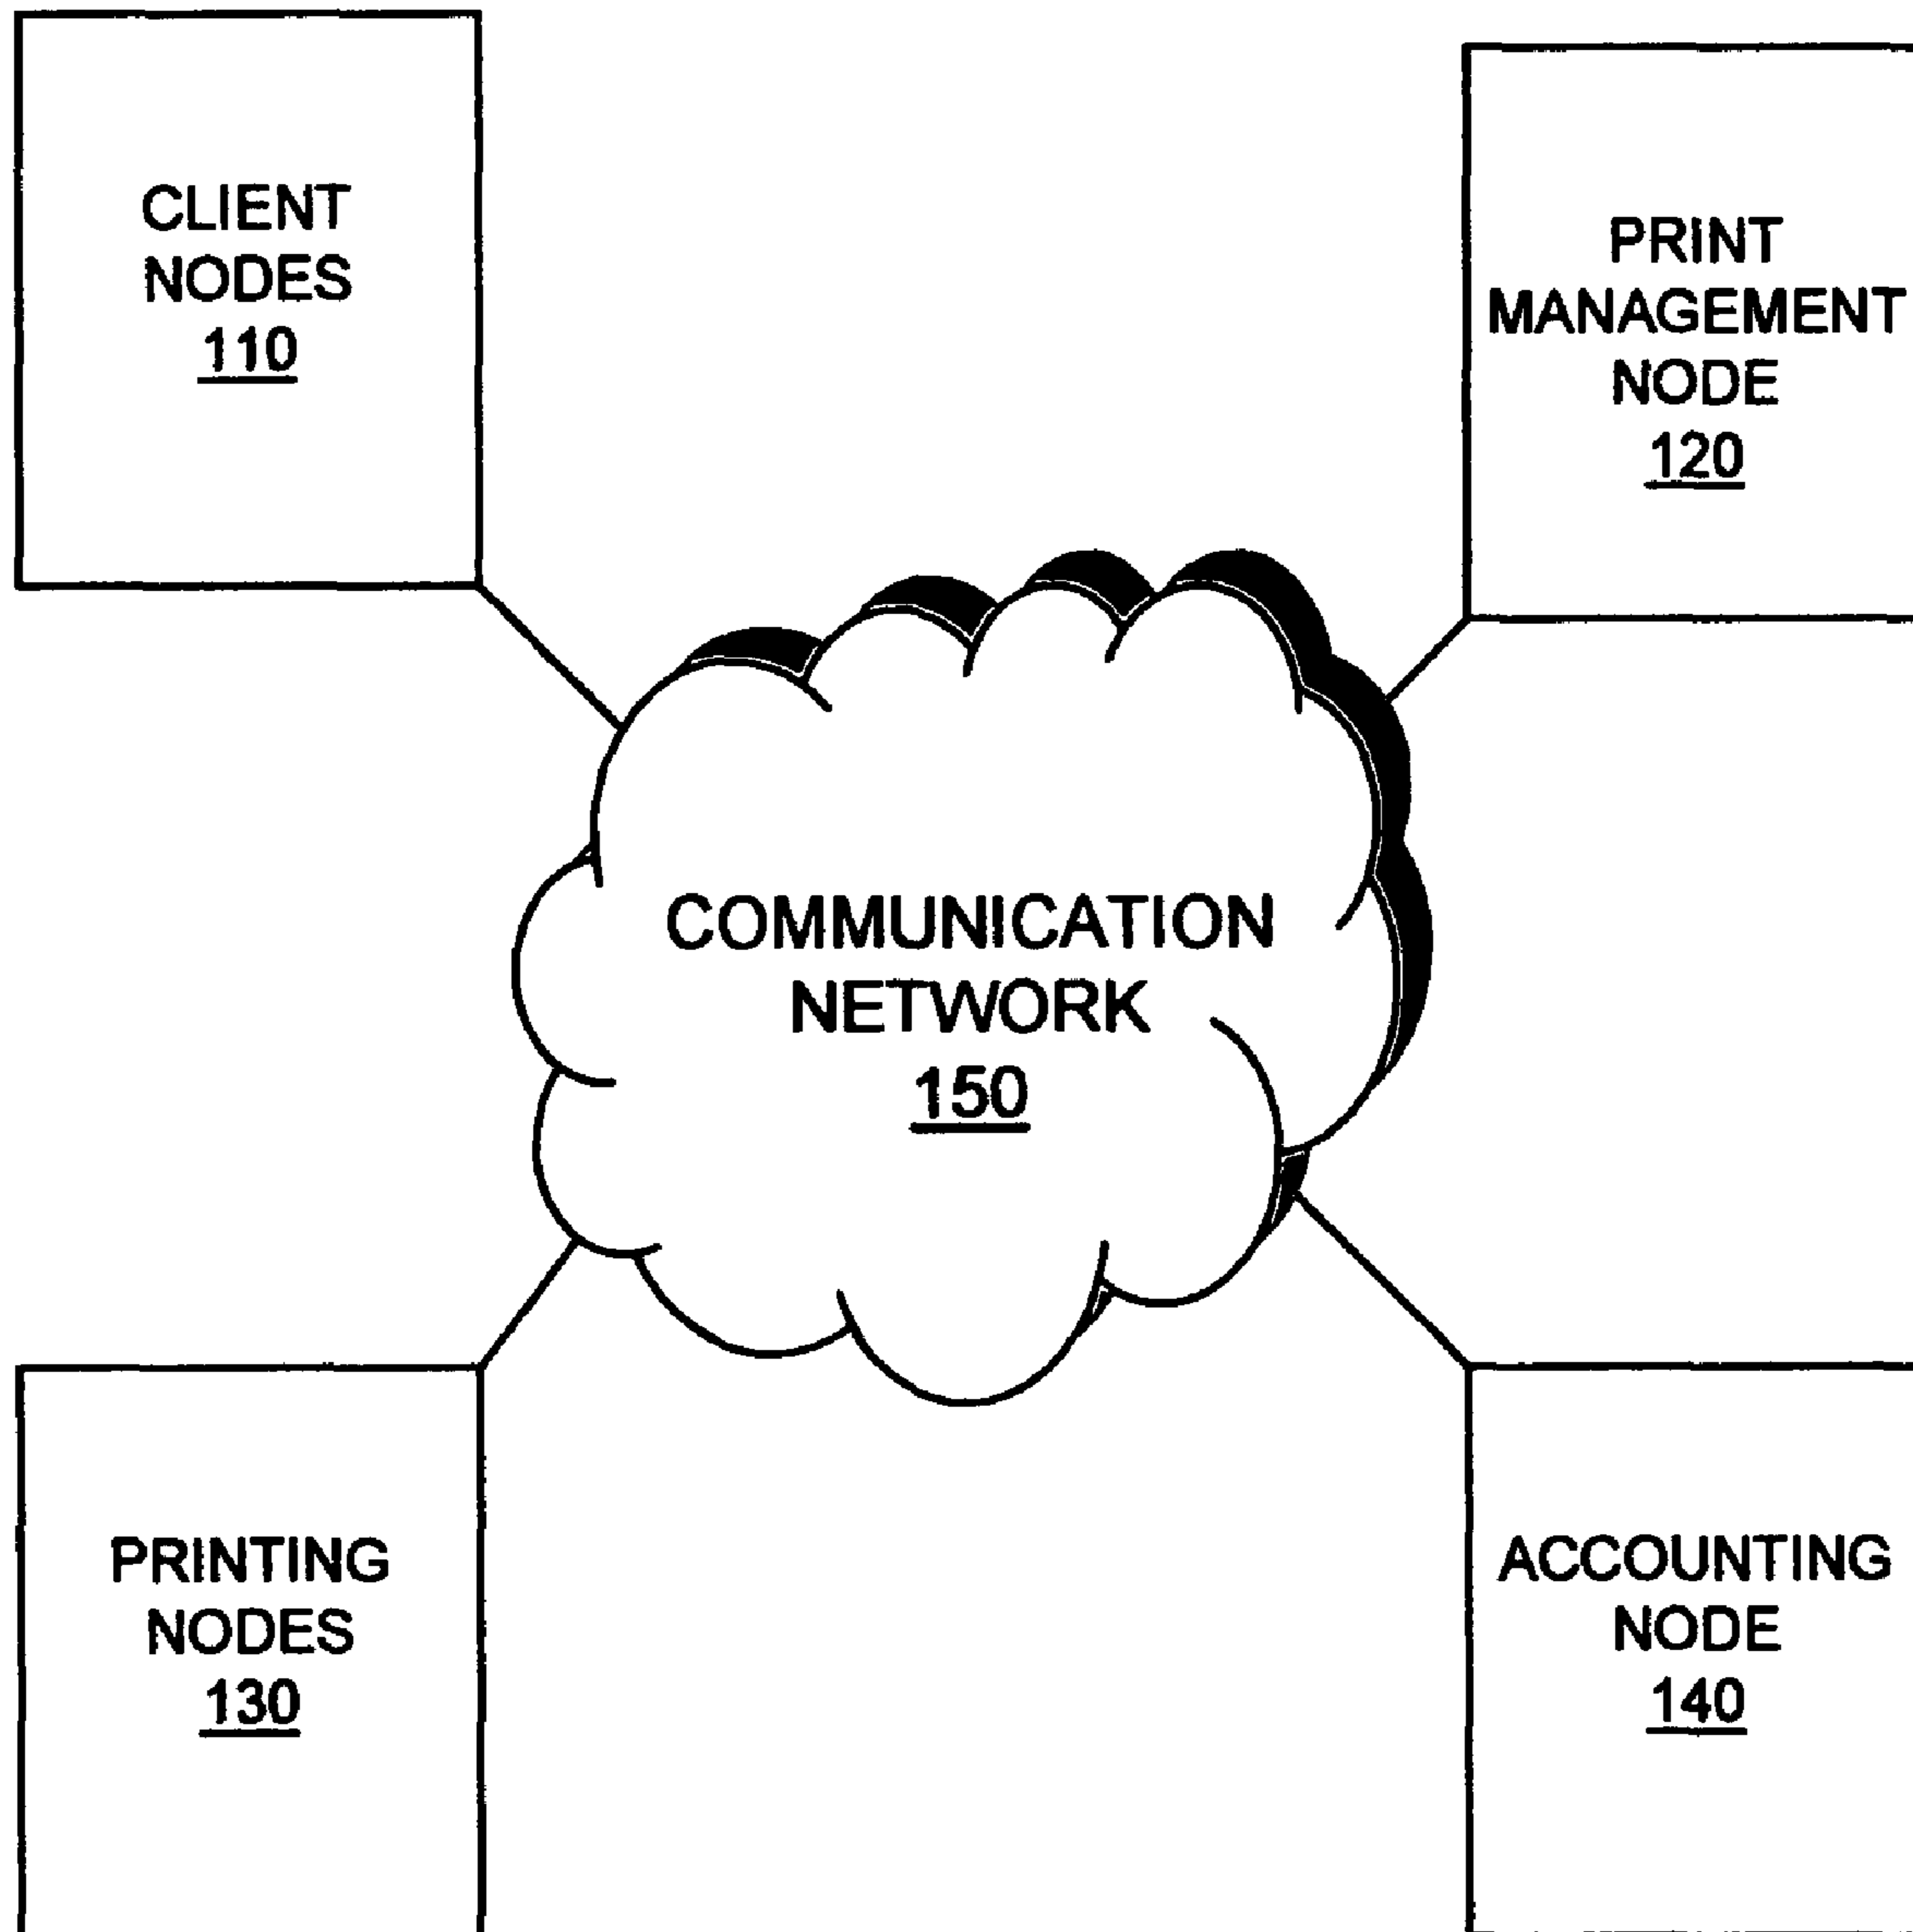 CLIENT
NODES
110
PRINT
MANAGEMENT
NODE
120
COMMUNICATION
NETWORK
150
PRINTING
NODES
130
ACCOUNTING
NODE
140